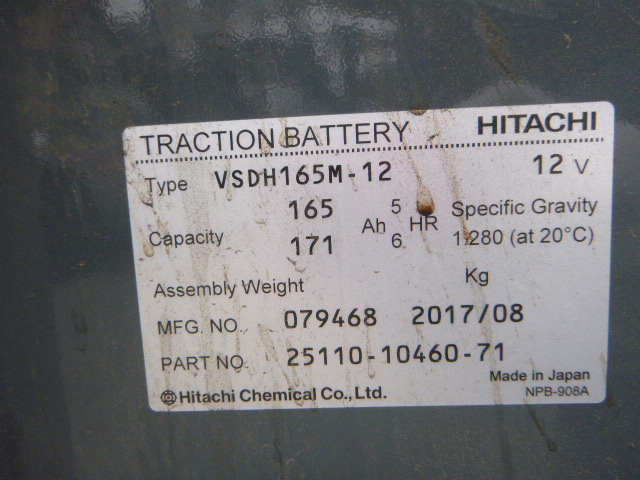 TRACTION BATTERY HITACHI
Type VSDH165M-12 12 V
Capacity 165 Ah 5 HR Specific Gravity
171 6 1.280 (at 20°C)
Assembly Weight Kg
MFG. NO. 079468 2017/08
PART NO. 25110-10460-71
Made in Japan
Hitachi Chemical Co., Ltd. NPB-908A